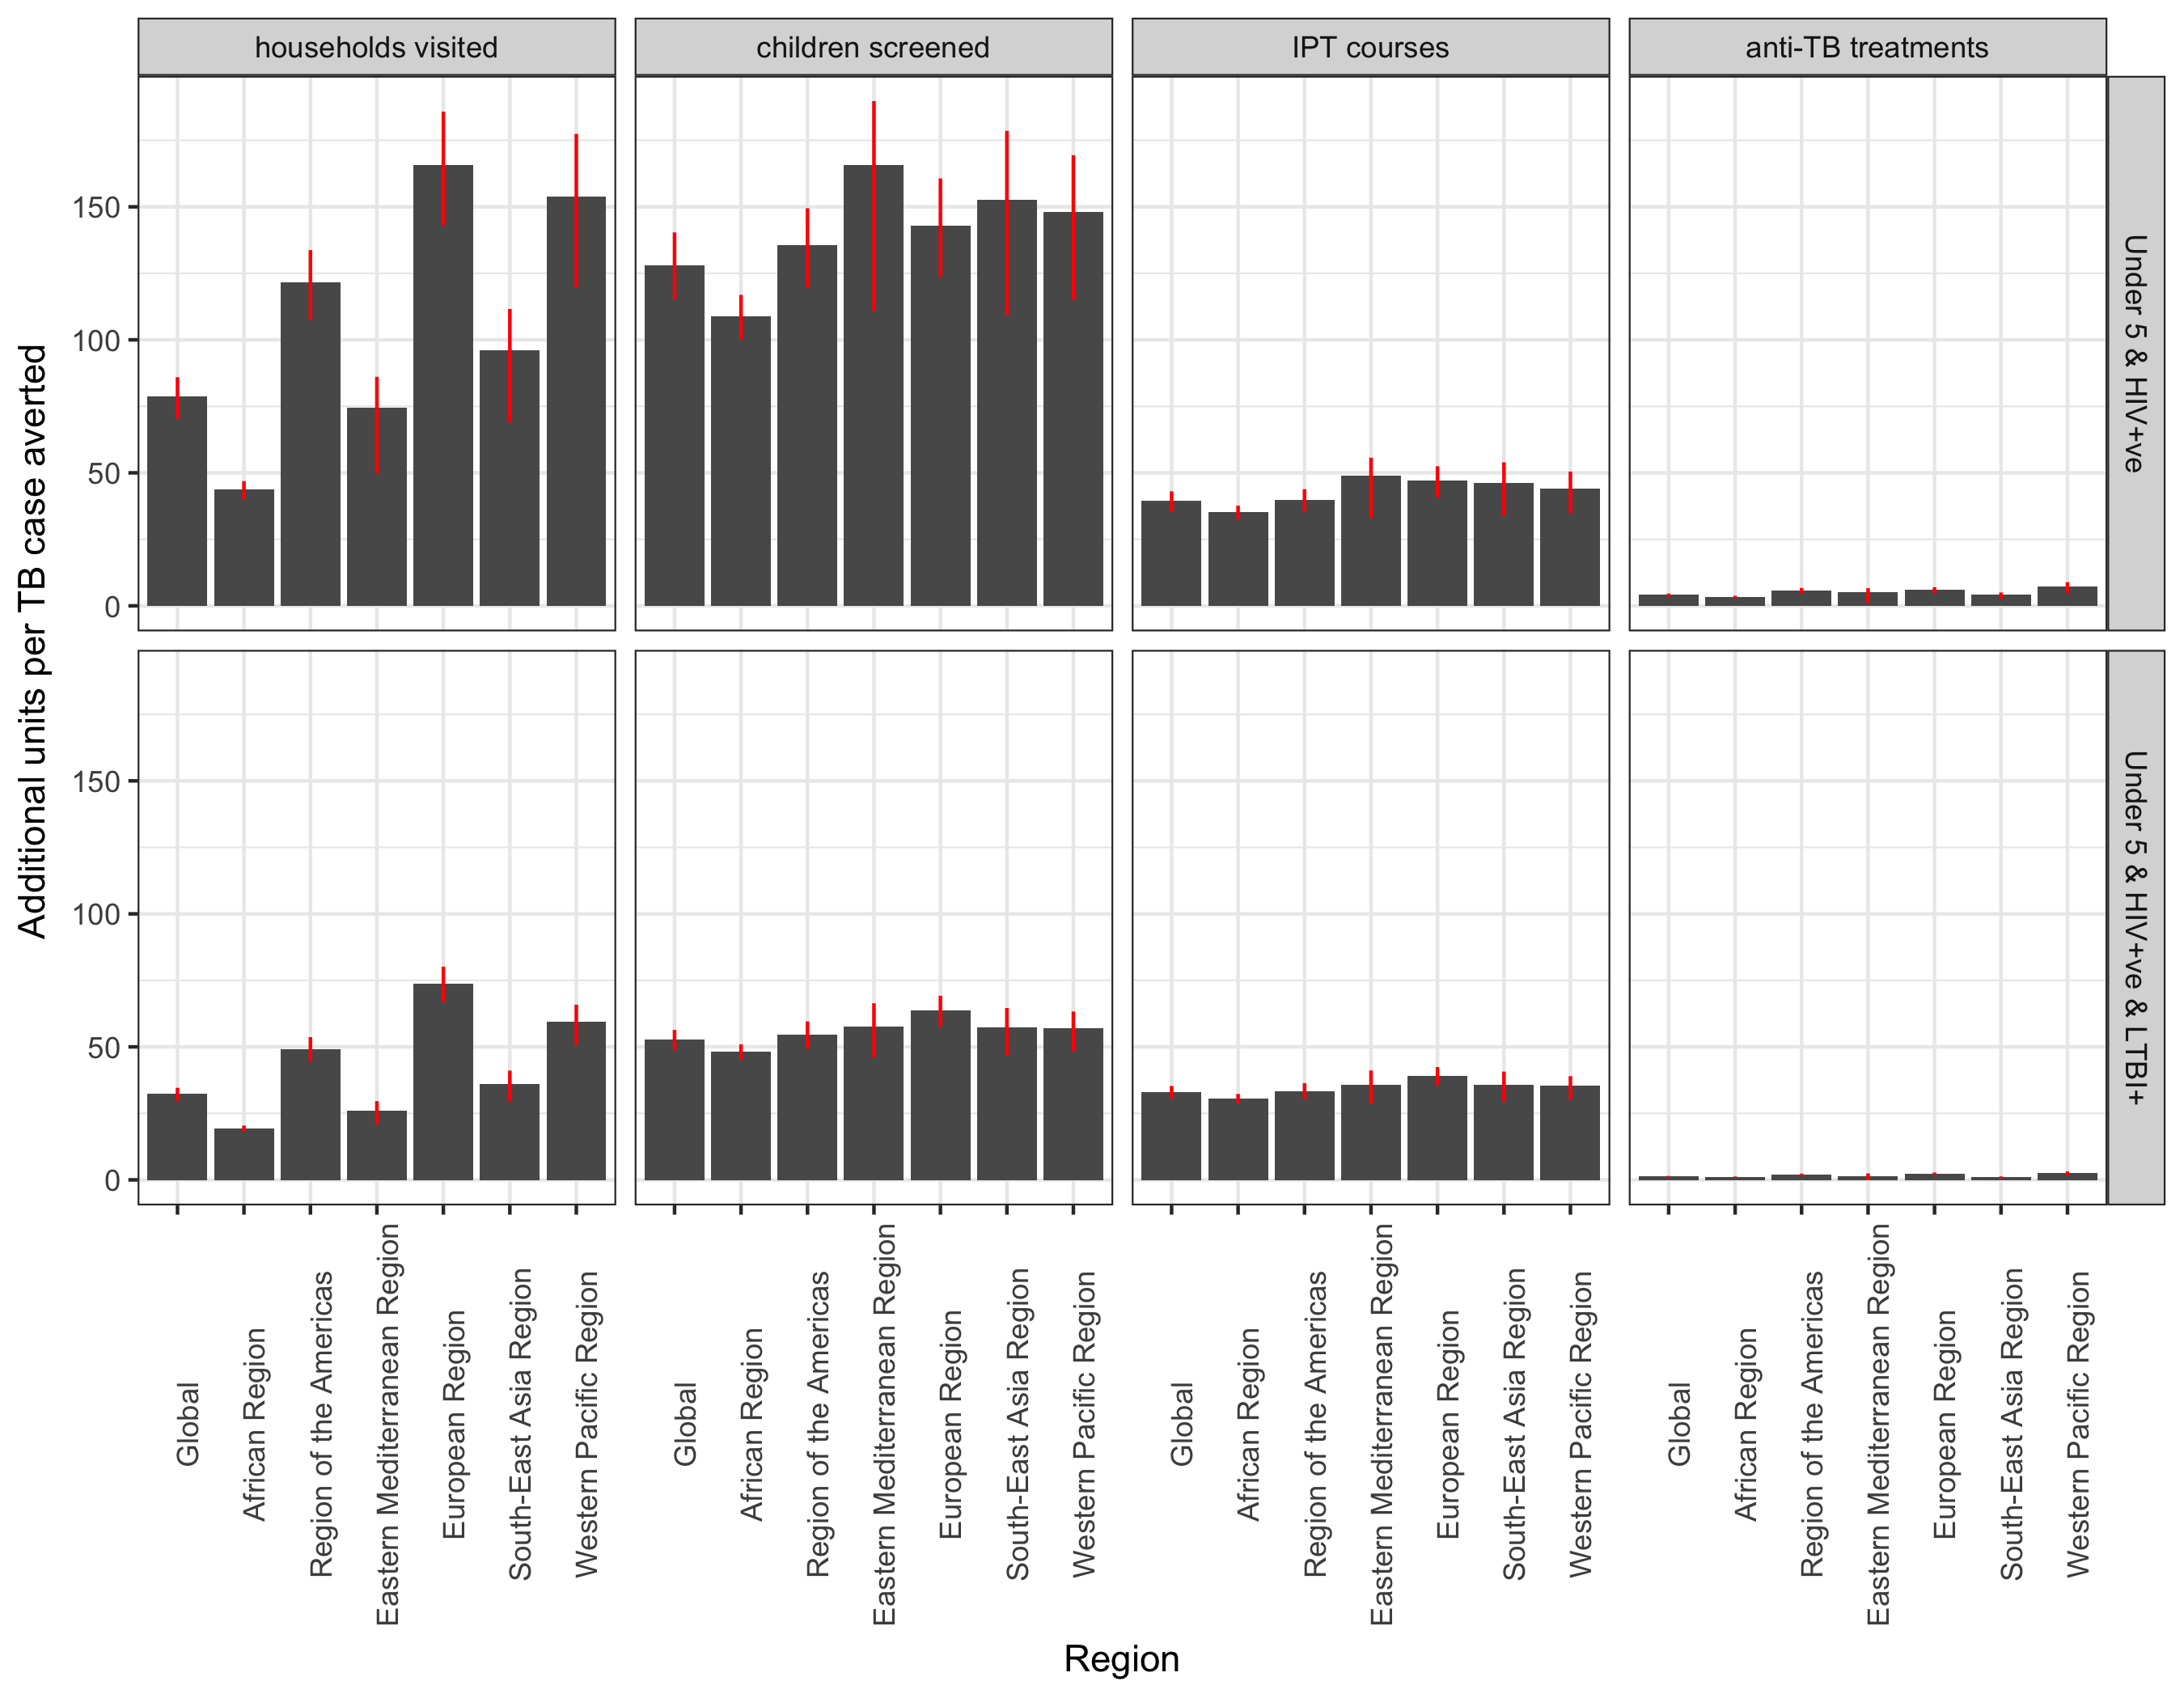 households visited
children screened
IPT courses
anti-TB treatments
Additional units per TB case averted
150
100
50
0
Under 5 & HIV+ve
150
100
50
0
Under 5 & HIV+ve & LTBI+
Global
African Region
Region of the Americas
Eastern Mediterranean Region
European Region
South-East Asia Region
Western Pacific Region
Global
African Region
Region of the Americas
Eastern Mediterranean Region
European Region
South-East Asia Region
Western Pacific Region
Global
African Region
Region of the Americas
Eastern Mediterranean Region
European Region
South-East Asia Region
Western Pacific Region
Global
African Region
Region of the Americas
Eastern Mediterranean Region
European Region
South-East Asia Region
Western Pacific Region
Region